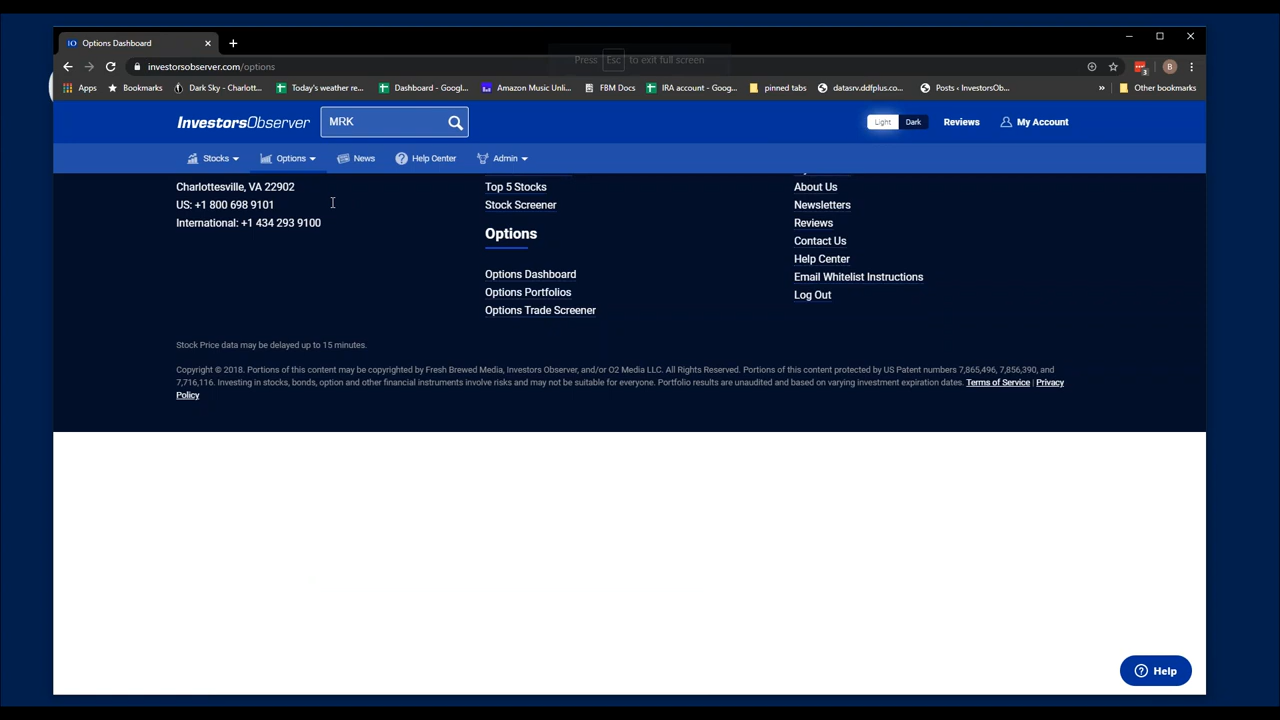 Options Dashboard
investorsobserver.com/options
Press Esc to exit full screen
Apps Bookmarks Dark Sky - Charlott... Today's weather re... Dashboard - Googl... Amazon Music Unli... FBM Docs IRA account - Goog... pinned tabs datasrv.ddfplus.co... Posts ‹ InvestorsOb... » Other bookmarks
InvestorsObserver MRK Light Dark Reviews My Account
Stocks Options News Help Center Admin
Charlottesville, VA 22902
US: +1 800 698 9101
International: +1 434 293 9100
Top 5 Stocks
Stock Screener
Options
Options Dashboard
Options Portfolios
Options Trade Screener
About Us
Newsletters
Reviews
Contact Us
Help Center
Email Whitelist Instructions
Log Out
Stock Price data may be delayed up to 15 minutes.
Copyright © 2018. Portions of this content may be copyrighted by Fresh Brewed Media, Investors Observer, and/or O2 Media LLC. All Rights Reserved. Portions of this content protected by US Patent numbers 7,865,496, 7,856,390, and
7,716,116. Investing in stocks, bonds, option and other financial instruments involve risks and may not be suitable for everyone. Portfolio results are unaudited and based on varying investment expiration dates. Terms of Service | Privacy
Policy
Help